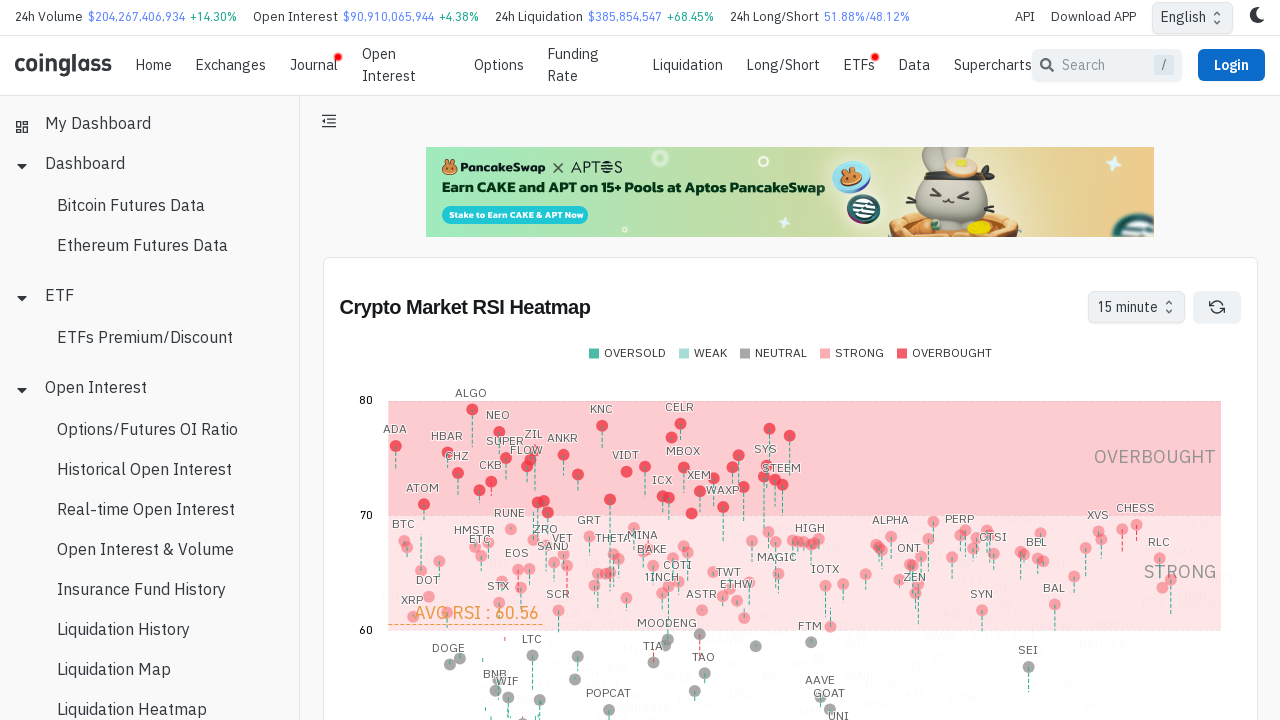 24h Volume $204,267,406,934 +14.30% Open Interest $90,910,065,944 +4.38% 24h Liquidation $385,854,547 +68.45% 24h Long/Short 51.88%/48.12% API Download APP English
coinglass Home Exchanges Journal Open Interest Options Funding Rate Liquidation Long/Short ETFs Data Supercharts Search / Login
My Dashboard
Dashboard
Bitcoin Futures Data
Ethereum Futures Data
ETF
ETFs Premium/Discount
Open Interest
Options/Futures OI Ratio
Historical Open Interest
Real-time Open Interest
Open Interest & Volume
Insurance Fund History
Liquidation History
Liquidation Map
Liquidation Heatmap
PancakeSwap X APTOS
Earn CAKE and APT on 15+ Pools at Aptos PancakeSwap
Stake to Earn CAKE & APT Now
Crypto Market RSI Heatmap 15 minute
OVERSOLD WEAK NEUTRAL STRONG OVERBOUGHT
80
ALGO
ADA
NEO
KNC
CELR
HBAR
SUPER
ZIL
ANKR
CHZ
FLOW
CKB
VIDT
MBOX
SYS
STEEM
OVERBOUGHT
ATOM
ICX
XEM
WAXP
70
BTC
RUNE
GRT
HMSTR
ETC
ZRO
VET
SAND
THETA
MINA
BAKE
HIGH
ALPHA
PERP
CTSI
BEL
XVS
CHESS
RLC
EOS
COTI
MAGIC
ONT
DOT
STX
1INCH
TWT
ETHW
IOTX
ZEN
STRONG
XRP
SCR
ASTR
SYN
BAL
AVG RSI : 60.56
60
MOODENG
FTM
DOGE
LTC
TIA
TAO
SEI
BNB
WIF
POPCAT
AAVE
GOAT
UNI